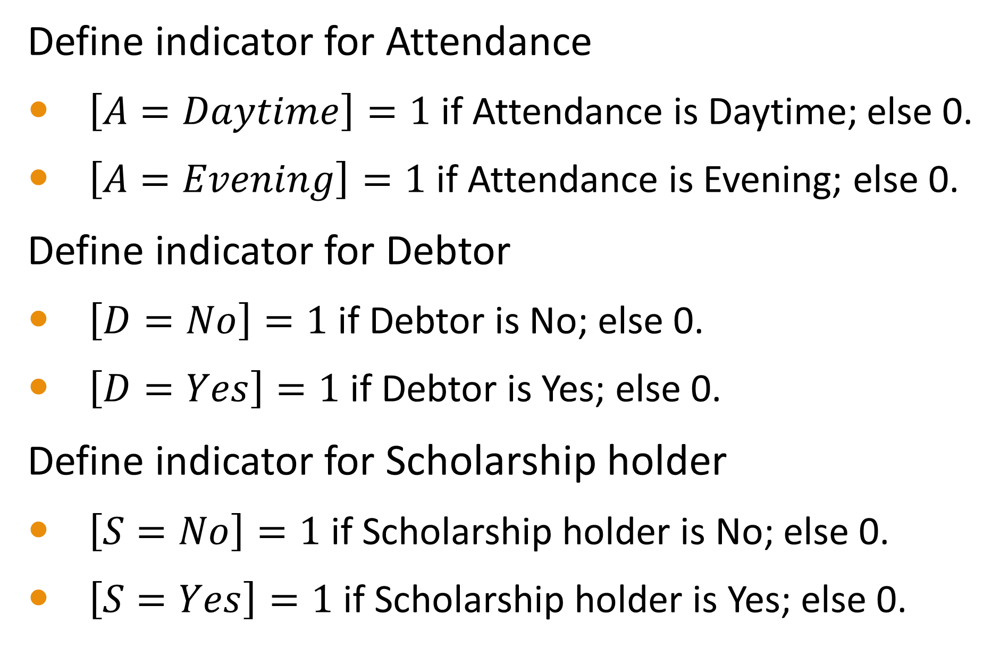 Define indicator for Attendance
• [A = Daytime] = 1 if Attendance is Daytime; else 0.
• [A = Evening] = 1 if Attendance is Evening; else 0.
Define indicator for Debtor
• [D = No] = 1 if Debtor is No; else 0.
• [D = Yes] = 1 if Debtor is Yes; else 0.
Define indicator for Scholarship holder
• [S = No] = 1 if Scholarship holder is No; else 0.
• [S = Yes] = 1 if Scholarship holder is Yes; else 0.